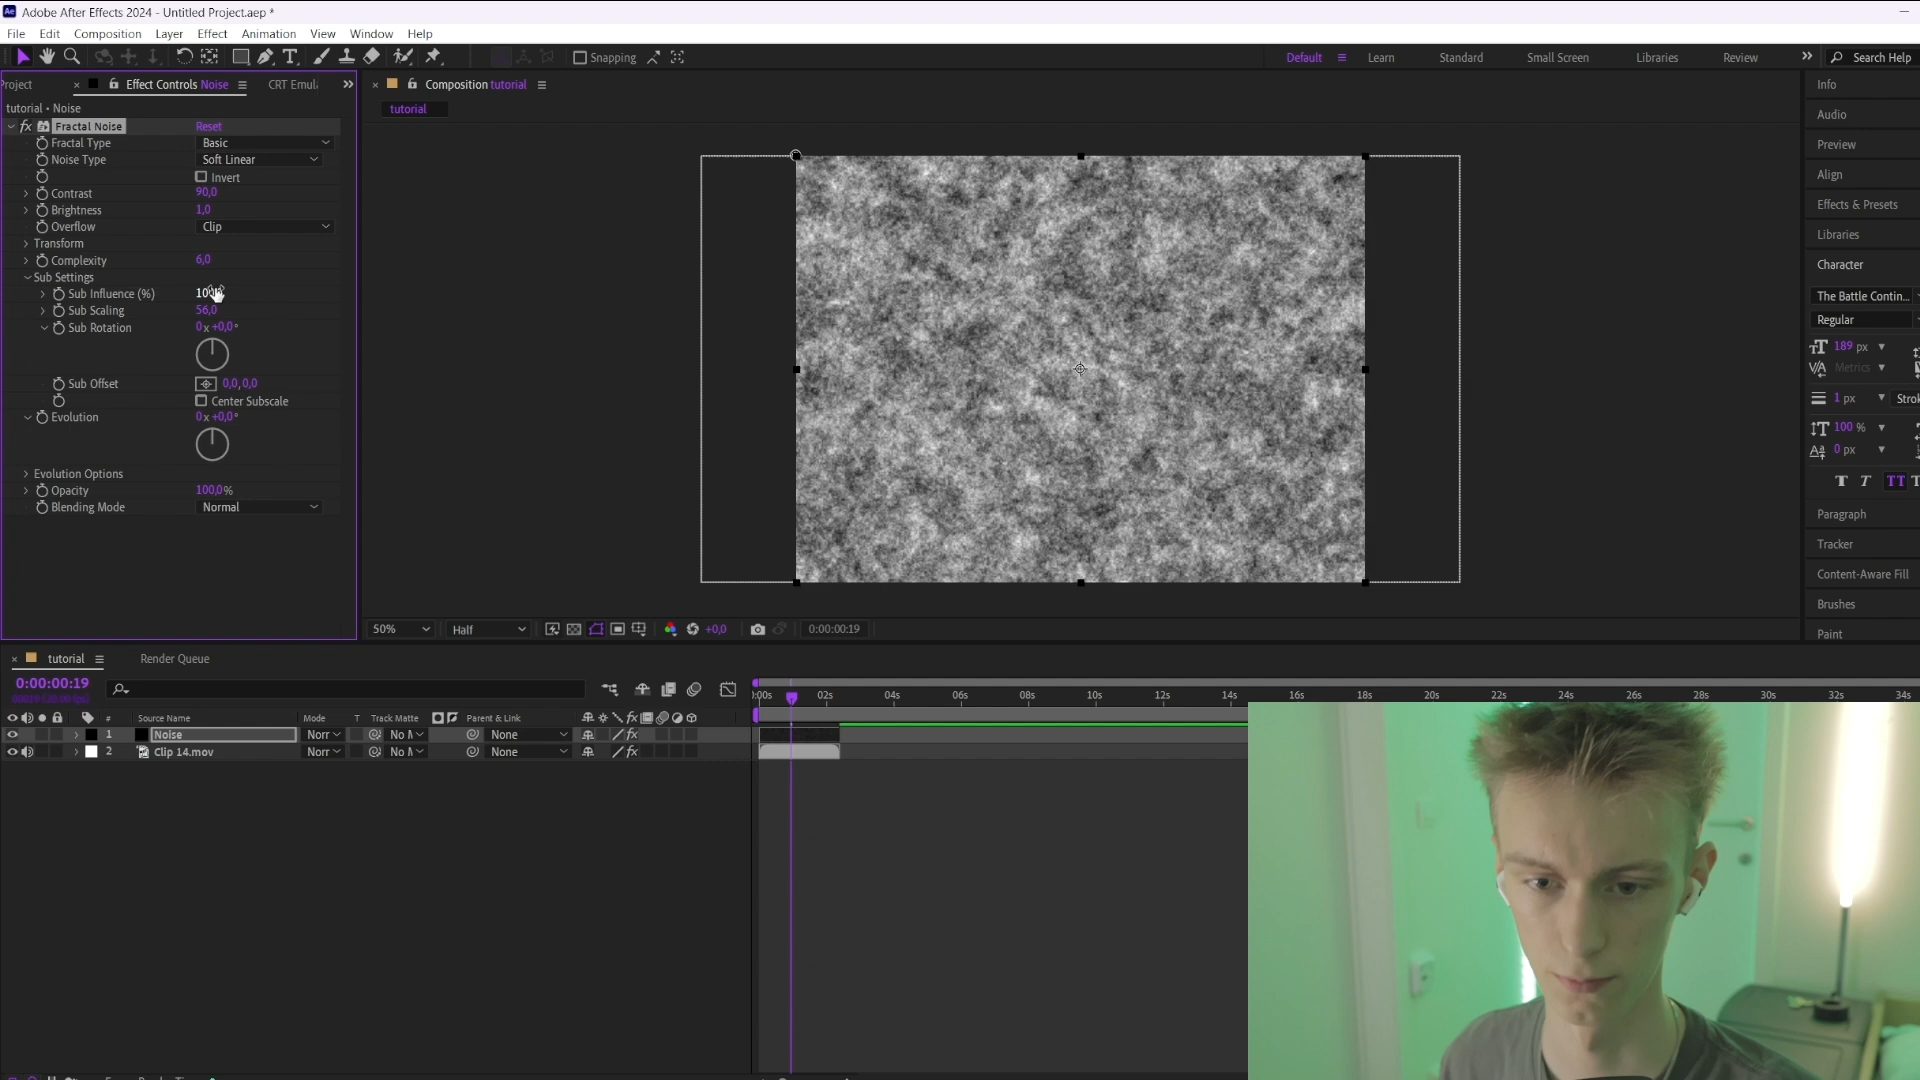 Adobe After Effects 2024 - Untitled Project.aep *
File Edit Composition Layer Effect Animation View Window Help
Snapping
Default Learn Standard Small Screen Libraries Review Search Help
Project
Effect Controls Noise
CRT Emul
Composition tutorial
tutorial • Noise
tutorial
fx Fractal Noise Reset
Fractal Type Basic
Noise Type Soft Linear
Invert
Contrast 90,0
Brightness 1,0
Overflow Clip
Transform
Complexity 6,0
Sub Settings
Sub Influence (%)
Sub Scaling 56,0
Sub Rotation 0x+0,0°
Sub Offset 0,0,0,0
Center Subscale
Evolution 0x+0,0°
Evolution Options
Opacity 100,0%
Blending Mode Normal
50% Half +0,0 0:00:00:19
Info
Audio
Preview
Align
Effects & Presets
Libraries
Character
The Battle Contin...
Regular
189 px
Metrics
1 px Strok
100 %
0 px
T T TT T
Paragraph
Tracker
Content-Aware Fill
Brushes
Paint
tutorial Render Queue
0:00:00:19
:00s 02s 04s 06s 08s 10s 12s 14s 16s 18s 20s 22s 24s 26s 28s 30s 32s 34s
# Source Name Mode T Track Matte Parent & Link
1 Noise Norr No M None
2 Clip 14.mov Norr No M None